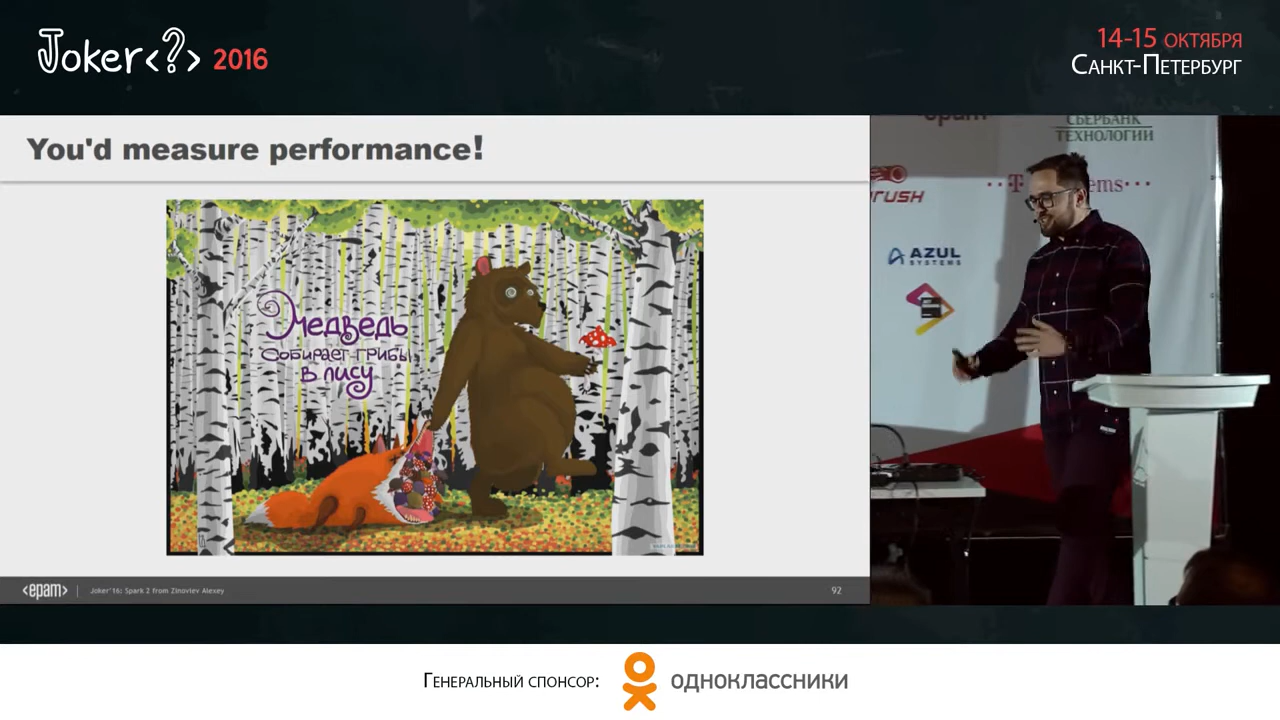 Joker<?> 2016
14-15 октября
Санкт-Петербург
You'd measure performance!
Медведь
собирает грибы
в лису
epam
СБЕРБАНК
ТЕХНОЛОГИИ
AZUL
SYSTEMS
<epam> | Joker'16: Spark 2 from Zinoviev Alexey
92
Генеральный спонсор:
одноклассники